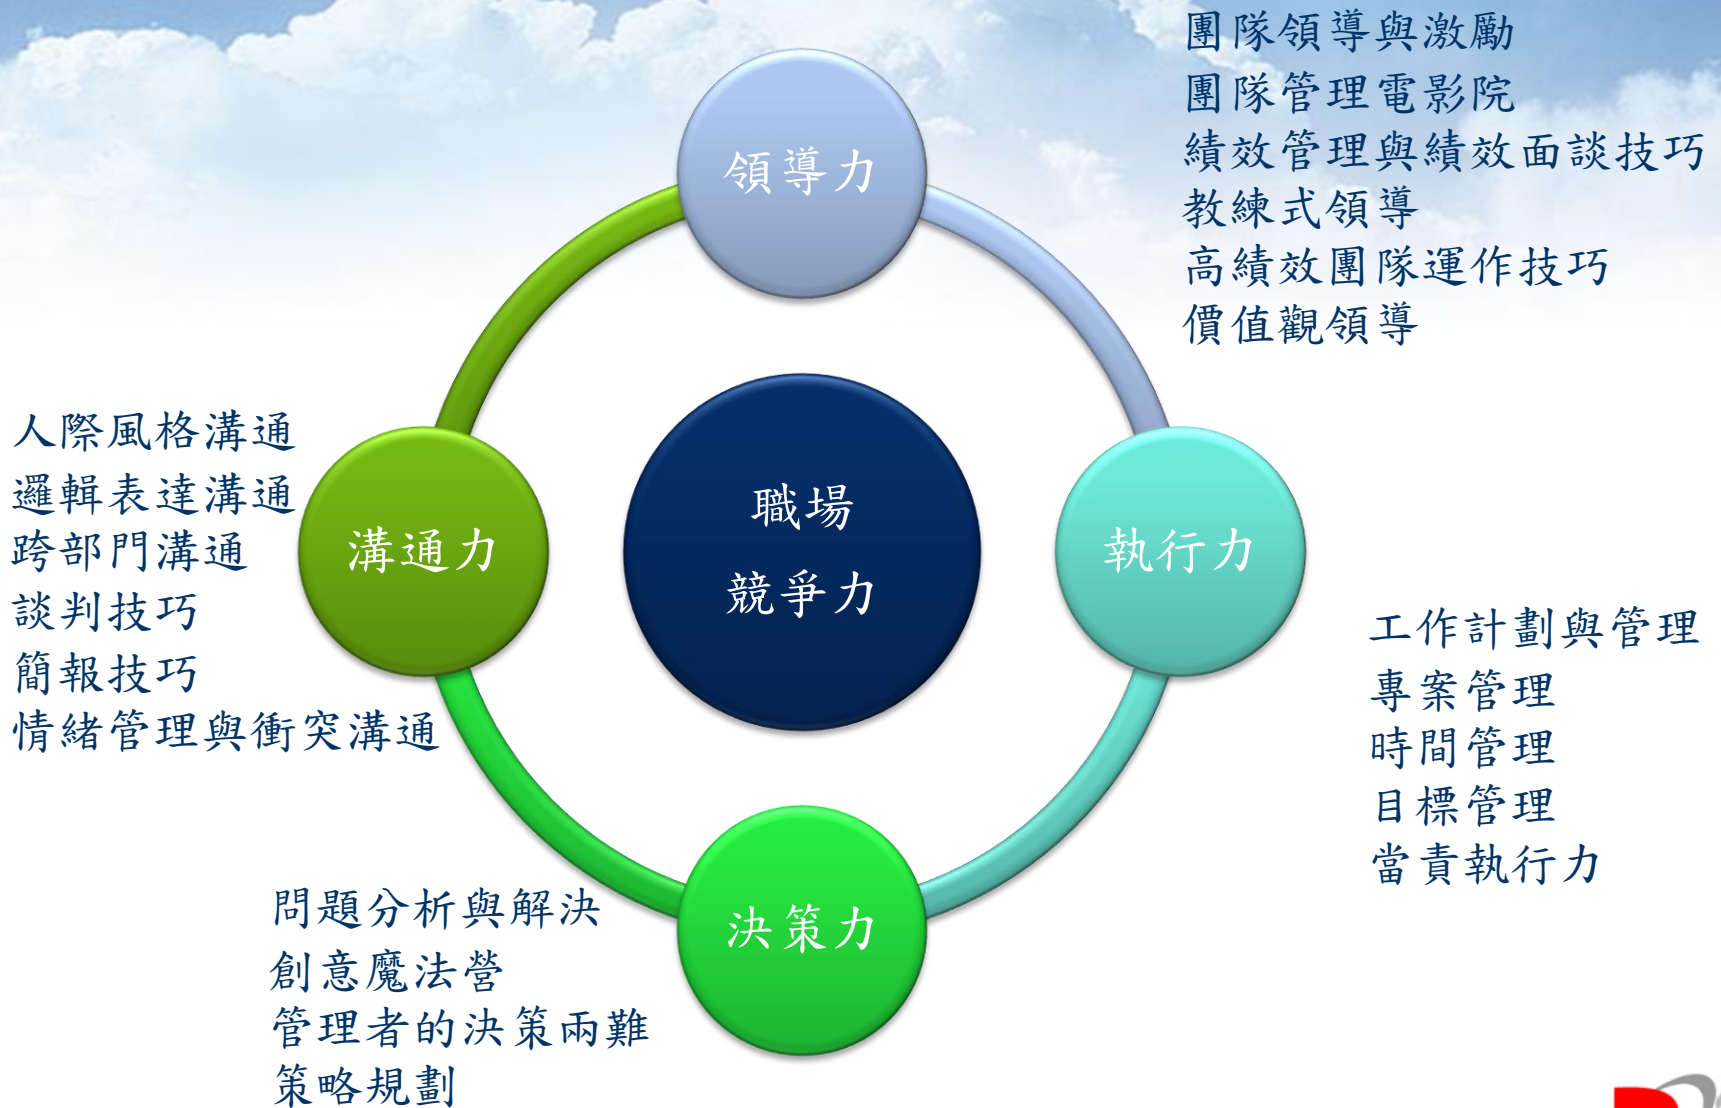 團隊領導與激勵
團隊管理電影院
績效管理與績效面談技巧
教練式領導
高績效團隊運作技巧
價值觀領導
領導力
人際風格溝通
邏輯表達溝通
跨部門溝通
談判技巧
簡報技巧
情緒管理與衝突溝通
溝通力
職場
競爭力
執行力
工作計劃與管理
專案管理
時間管理
目標管理
當責執行力
決策力
問題分析與解決
創意魔法營
管理者的決策兩難
策略規劃